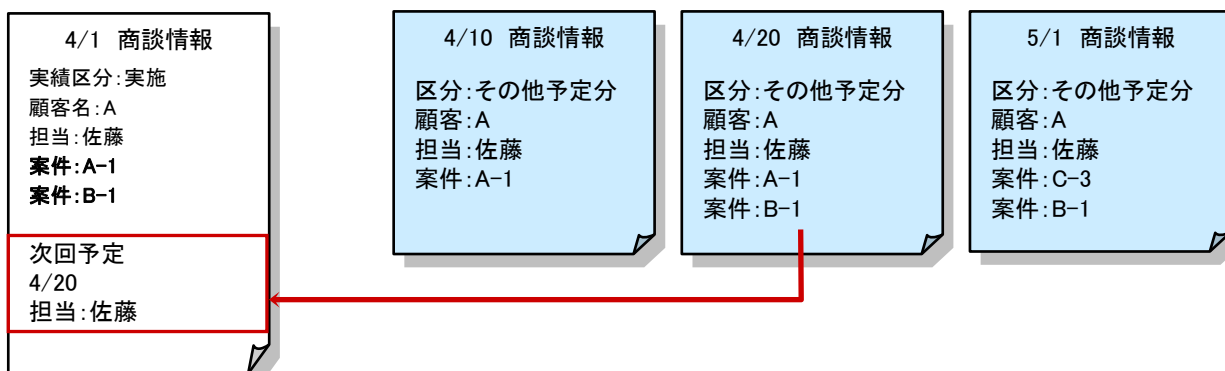 4/1 商談情報
実績区分:実施
顧客名:A
担当:佐藤
案件:A-1
案件:B-1
次回予定
4/20
担当:佐藤
4/10 商談情報
区分:その他予定分
顧客:A
担当:佐藤
案件:A-1
4/20 商談情報
区分:その他予定分
顧客:A
担当:佐藤
案件:A-1
案件:B-1
5/1 商談情報
区分:その他予定分
顧客:A
担当:佐藤
案件:C-3
案件:B-1